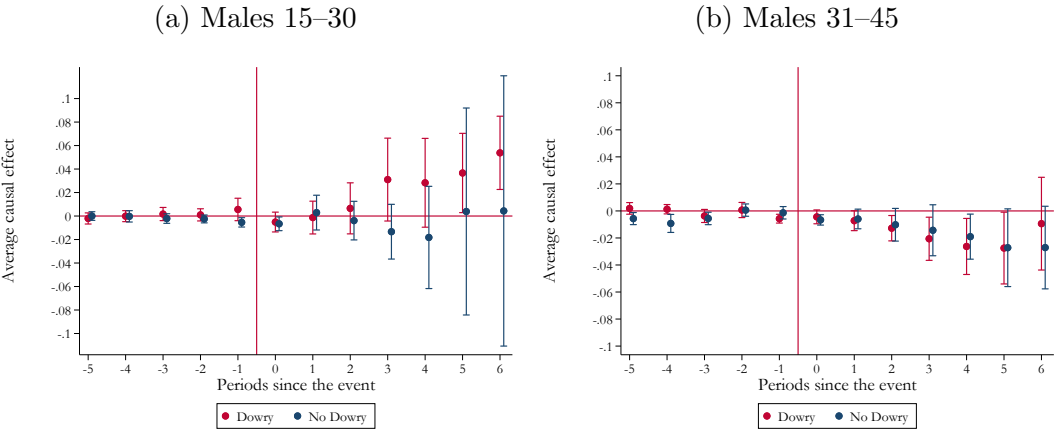 (a) Males 15–30
Average causal effect
.1
.08
.06
.04
.02
0
-.02
-.04
-.06
-.08
-.1
-5 -4 -3 -2 -1 0 1 2 3 4 5 6
Periods since the event
Dowry No Dowry
(b) Males 31–45
Average causal effect
.1
.08
.06
.04
.02
0
-.02
-.04
-.06
-.08
-.1
-5 -4 -3 -2 -1 0 1 2 3 4 5 6
Periods since the event
Dowry No Dowry